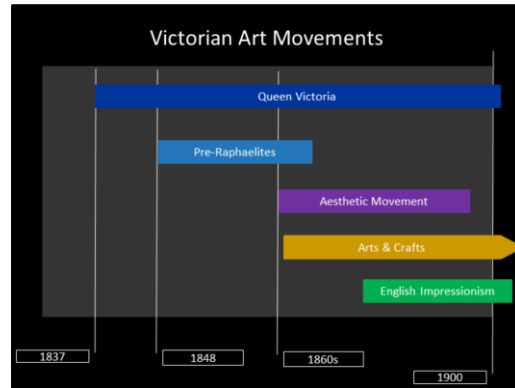 Victorian Art Movements
Queen Victoria
Pre-Raphaelites
Aesthetic Movement
Arts & Crafts
English Impressionism
1837
1848
1860s
1900